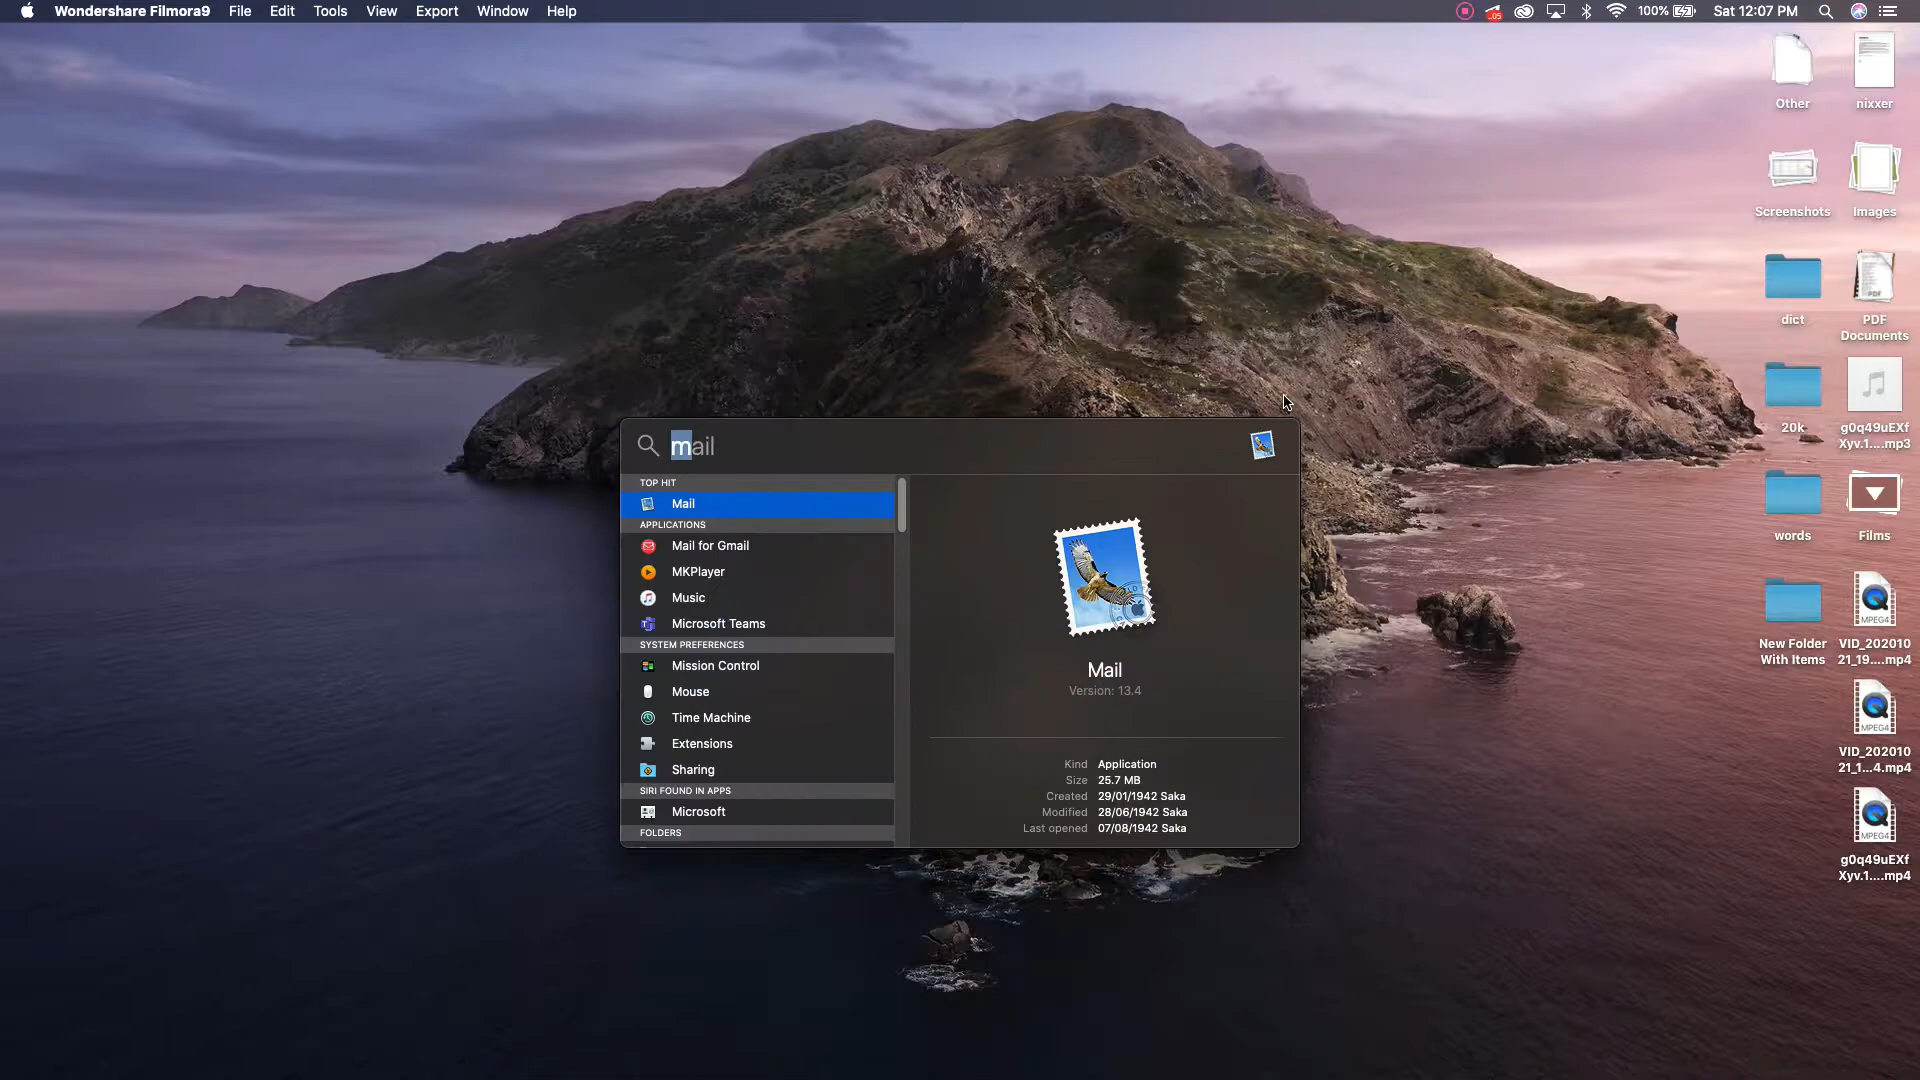 Wondershare Filmora9 File Edit Tools View Export Window Help
.05 100% Sat 12:07 PM
Other
nixxer
Screenshots
Images
dict
PDF
Documents
20k
g0q49uEXf
Xyv.1....mp3
words
Films
New Folder
With Items
VID_202010
21_19....mp4
VID_202010
21_1...4.mp4
g0q49uEXf
Xyv.1....mp4
PDF
MPEG4
MPEG4
MPEG4
mail
TOP HIT
Mail
APPLICATIONS
Mail for Gmail
MKPlayer
Music
Microsoft Teams
SYSTEM PREFERENCES
Mission Control
Mouse
Time Machine
Extensions
Sharing
SIRI FOUND IN APPS
Microsoft
FOLDERS
Mail
Version: 13.4
Kind Application
Size 25.7 MB
Created 29/01/1942 Saka
Modified 28/06/1942 Saka
Last opened 07/08/1942 Saka